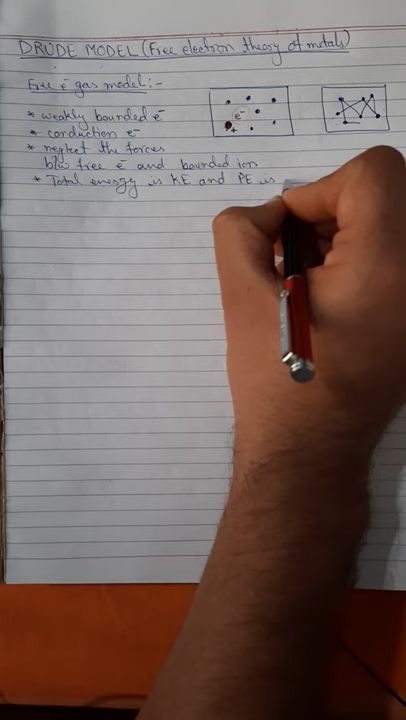 DRUDE MODEL (Free electron theory of metals)
Free e⁻ gas model:-
* weakly bounded e⁻
* conduction e⁻
* neglect the forces
b/w free e⁻ and bounded ion
* Total energy is KE and PE is
e⁻
+